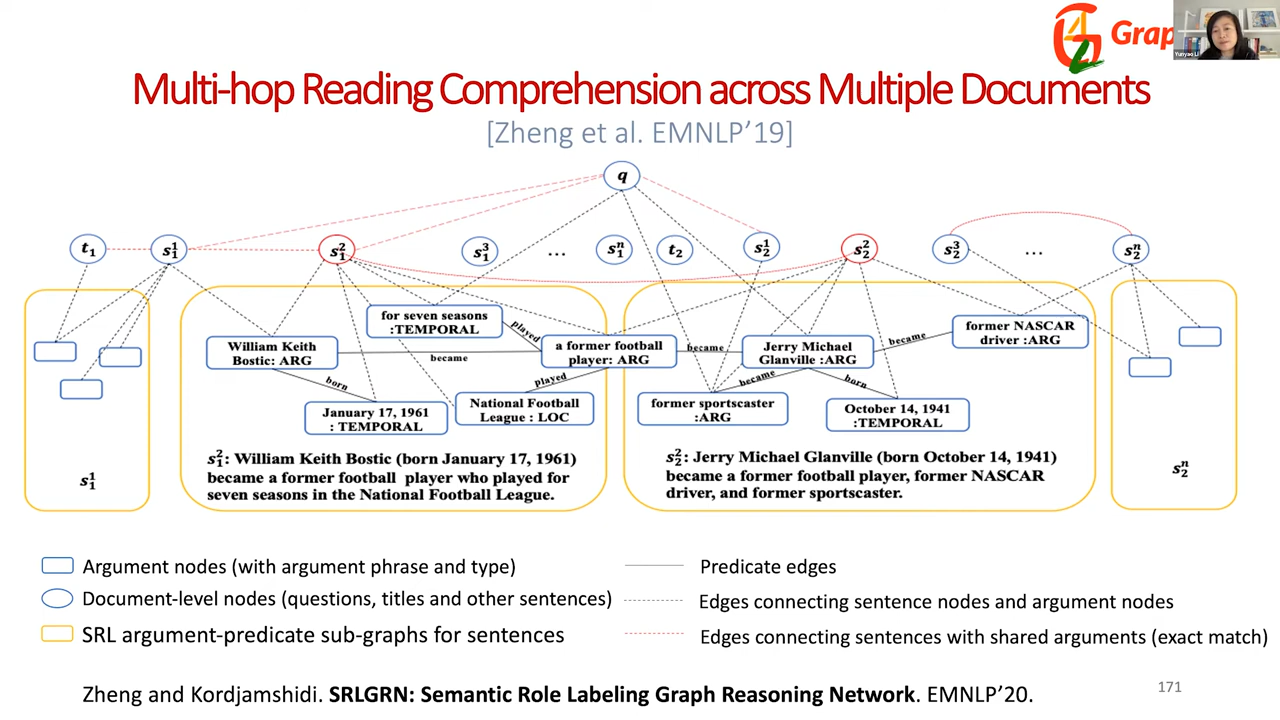 Grap
Yunyao Li
Multi-hop Reading Comprehension across Multiple Documents
[Zheng et al. EMNLP’19]
q
t₁ s₁¹ s₁² s₁³ ... s₁ⁿ t₂ s₂¹ s₂² s₂³ ... s₂ⁿ
for seven seasons
:TEMPORAL
played
William Keith
Bostic: ARG
became
a former football
player: ARG
became
Jerry Michael
Glanville :ARG
became
former NASCAR
driver :ARG
born
played
became
born
January 17, 1961
: TEMPORAL
National Football
League : LOC
former sportscaster
:ARG
October 14, 1941
:TEMPORAL
s₁¹
s₁²: William Keith Bostic (born January 17, 1961)
became a former football player who played for
seven seasons in the National Football League.
s₂²: Jerry Michael Glanville (born October 14, 1941)
became a former football player, former NASCAR
driver, and former sportscaster.
s₂ⁿ
Argument nodes (with argument phrase and type)
Document-level nodes (questions, titles and other sentences)
SRL argument-predicate sub-graphs for sentences
Predicate edges
Edges connecting sentence nodes and argument nodes
Edges connecting sentences with shared arguments (exact match)
Zheng and Kordjamshidi. SRLGRN: Semantic Role Labeling Graph Reasoning Network. EMNLP’20.
171